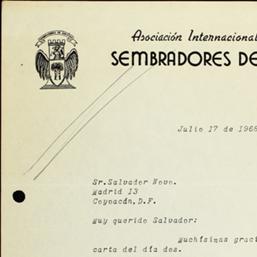 Asociación Internacional
SEMBRADORES DE
Julio 17 de 1968
Sr. Salvador Novo.
Madrid 13
Coyoacán, D.F.
Muy querido Salvador:
Muchísimas graci
carta del día dos.